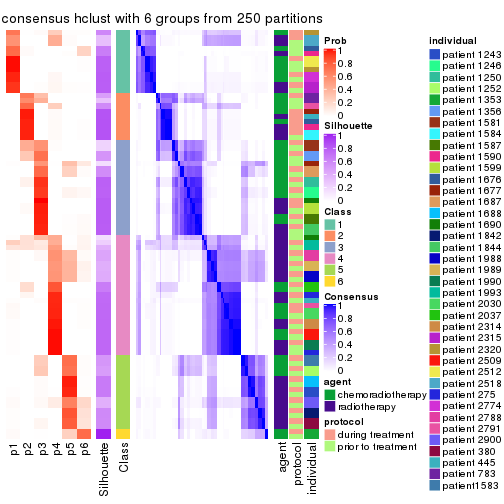 consensus hclust with 6 groups from 250 partitions
Prob
1
0.8
0.6
0.4
0.2
0
Silhouette
1
0.8
0.6
0.4
0.2
0
Class
1
2
3
4
5
6
Consensus
1
0.8
0.6
0.4
0.2
0
agent
chemoradiotherapy
radiotherapy
protocol
during treatment
prior to treatment
individual
patient 1243
patient 1246
patient 1250
patient 1252
patient 1353
patient 1356
patient 1581
patient 1584
patient 1587
patient 1590
patient 1599
patient 1676
patient 1677
patient 1687
patient 1688
patient 1690
patient 1842
patient 1844
patient 1988
patient 1989
patient 1990
patient 1993
patient 2030
patient 2037
patient 2314
patient 2315
patient 2320
patient 2509
patient 2512
patient 2518
patient 275
patient 2774
patient 2788
patient 2791
patient 2900
patient 380
patient 445
patient 783
patient1583
p1
p2
p3
p4
p5
p6
Silhouette
Class
agent
protocol
individual